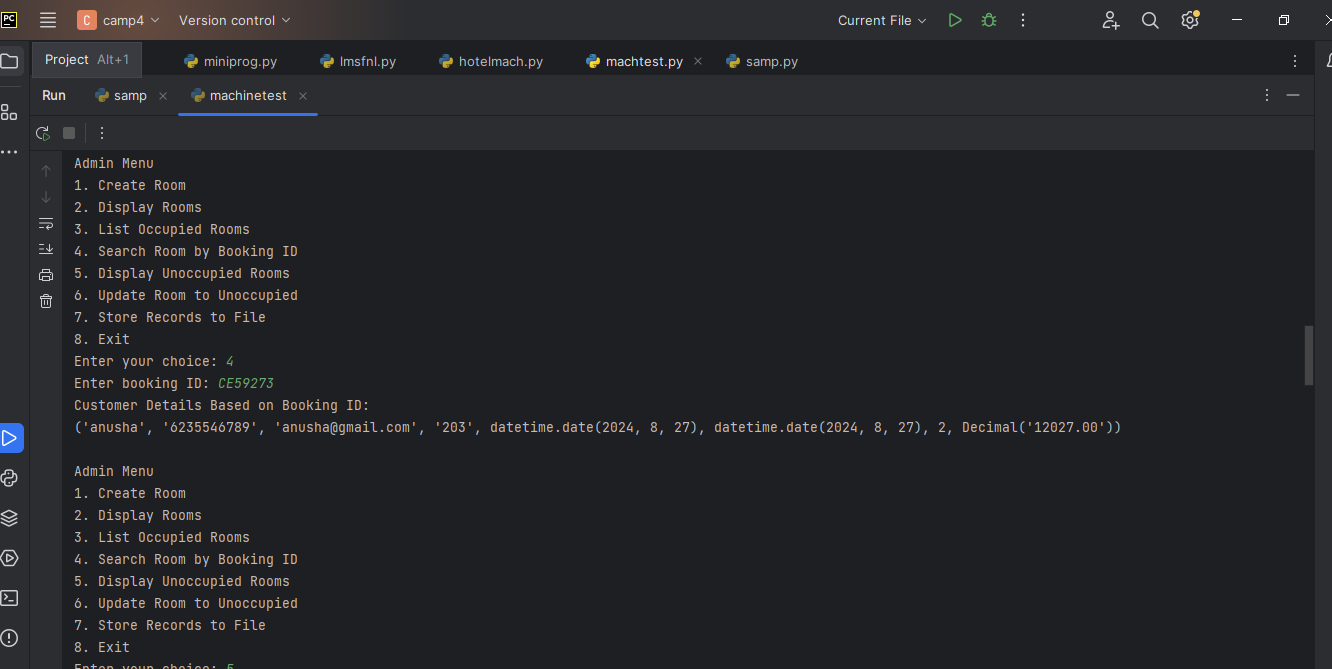 PC
C camp4 Version control Current File
Project Alt+1 miniprog.py lmsfnl.py hotelmach.py machtest.py samp.py
Run samp machinetest
Admin Menu
1. Create Room
2. Display Rooms
3. List Occupied Rooms
4. Search Room by Booking ID
5. Display Unoccupied Rooms
6. Update Room to Unoccupied
7. Store Records to File
8. Exit
Enter your choice: 4
Enter booking ID: CE59273
Customer Details Based on Booking ID:
('anusha', '6235546789', 'anusha@gmail.com', '203', datetime.date(2024, 8, 27), datetime.date(2024, 8, 27), 2, Decimal('12027.00'))
Admin Menu
1. Create Room
2. Display Rooms
3. List Occupied Rooms
4. Search Room by Booking ID
5. Display Unoccupied Rooms
6. Update Room to Unoccupied
7. Store Records to File
8. Exit
Enter your choice: 5